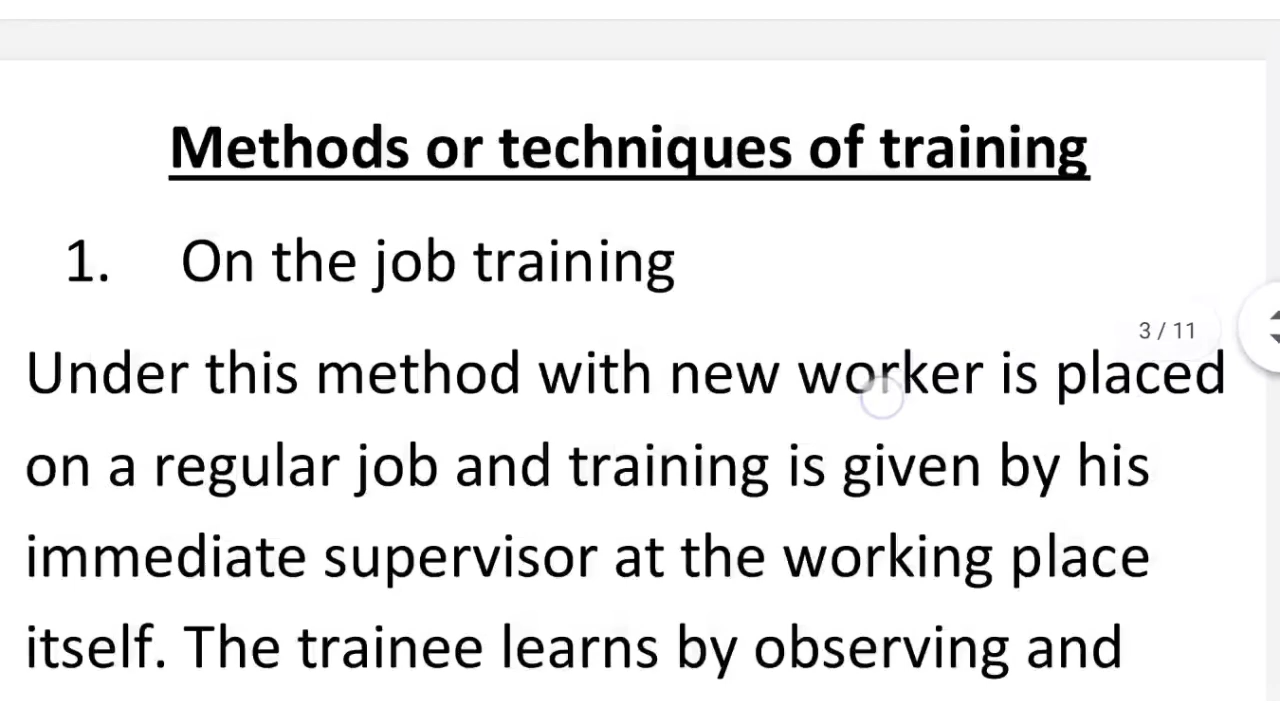 Methods or techniques of training
1. On the job training
3 / 11
Under this method with new worker is placed
on a regular job and training is given by his
immediate supervisor at the working place
itself. The trainee learns by observing and